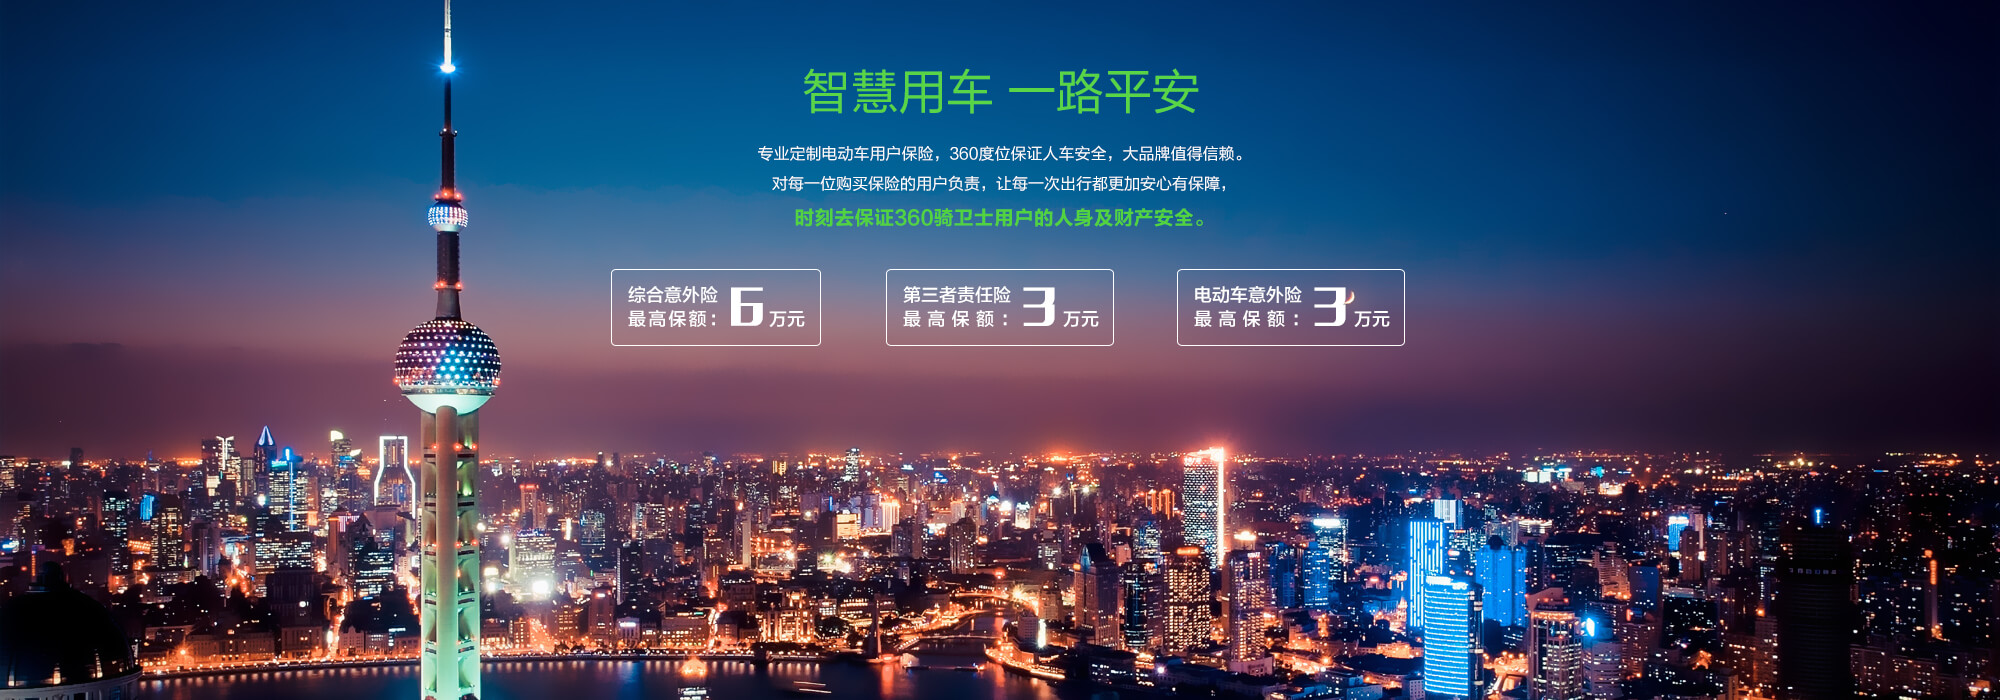 智慧用车 一路平安
专业定制电动车用户保险，360度位保证人车安全，大品牌值得信赖。
对每一位购买保险的用户负责，让每一次出行都更加安心有保障，
时刻去保证360骑卫士用户的人身及财产安全。
综合意外险
最高保额：6万元
第三者责任险
最高保额：3万元
电动车意外险
最高保额：3万元